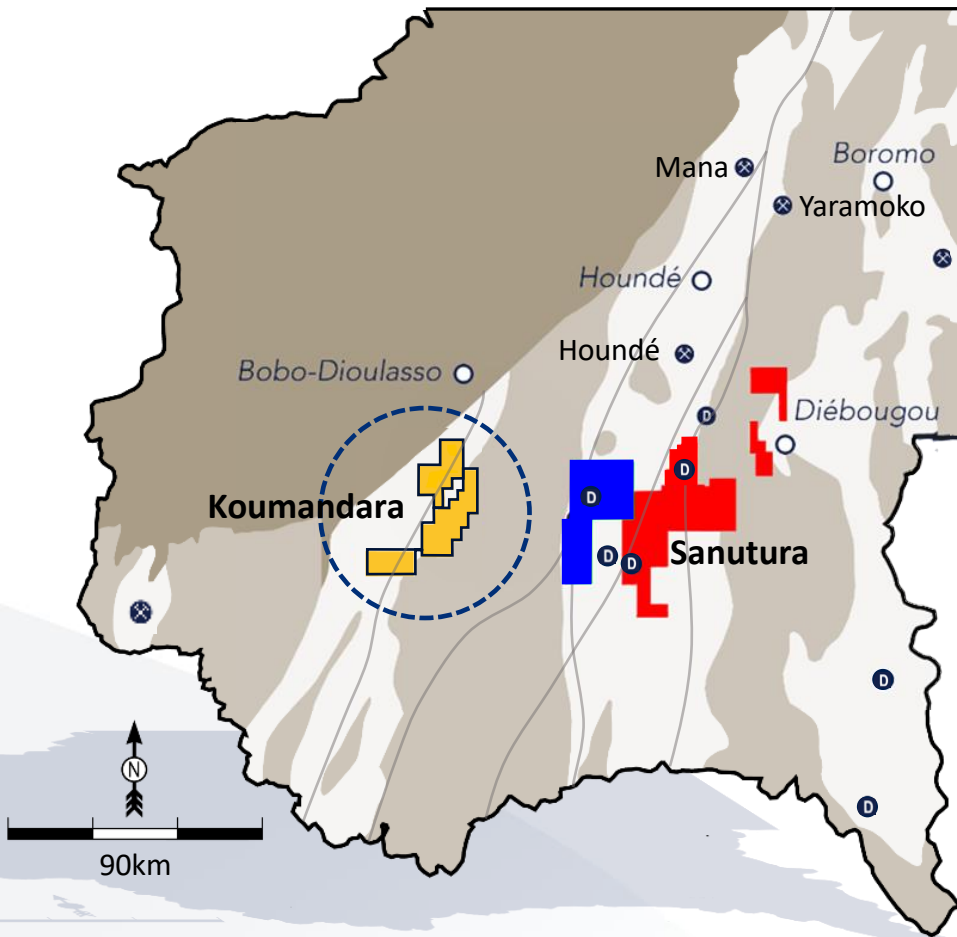 Mana
Boromo
Yaramoko
Houndé
Houndé
Bobo-Dioulasso
Diébougou
D
D
Koumandara
D
Sanutura
D
D
D
N
D
90km